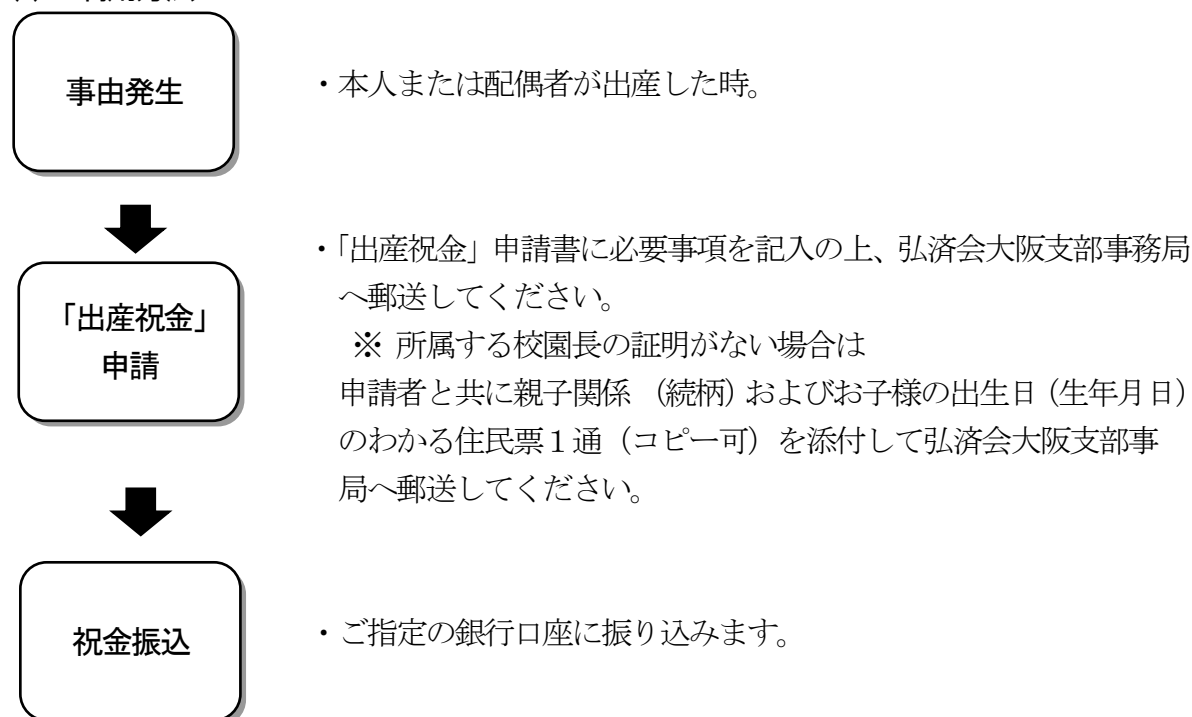 事由発生
・本人または配偶者が出産した時。
「出産祝金」
申請
・「出産祝金」申請書に必要事項を記入の上、弘済会大阪支部事務局
へ郵送してください。
※ 所属する校園長の証明がない場合は
申請者と共に親子関係 （続柄）およびお子様の出生日（生年月日）
のわかる住民票１通（コピー可）を添付して弘済会大阪支部事
局へ郵送してください。
祝金振込
・ご指定の銀行口座に振り込みます。